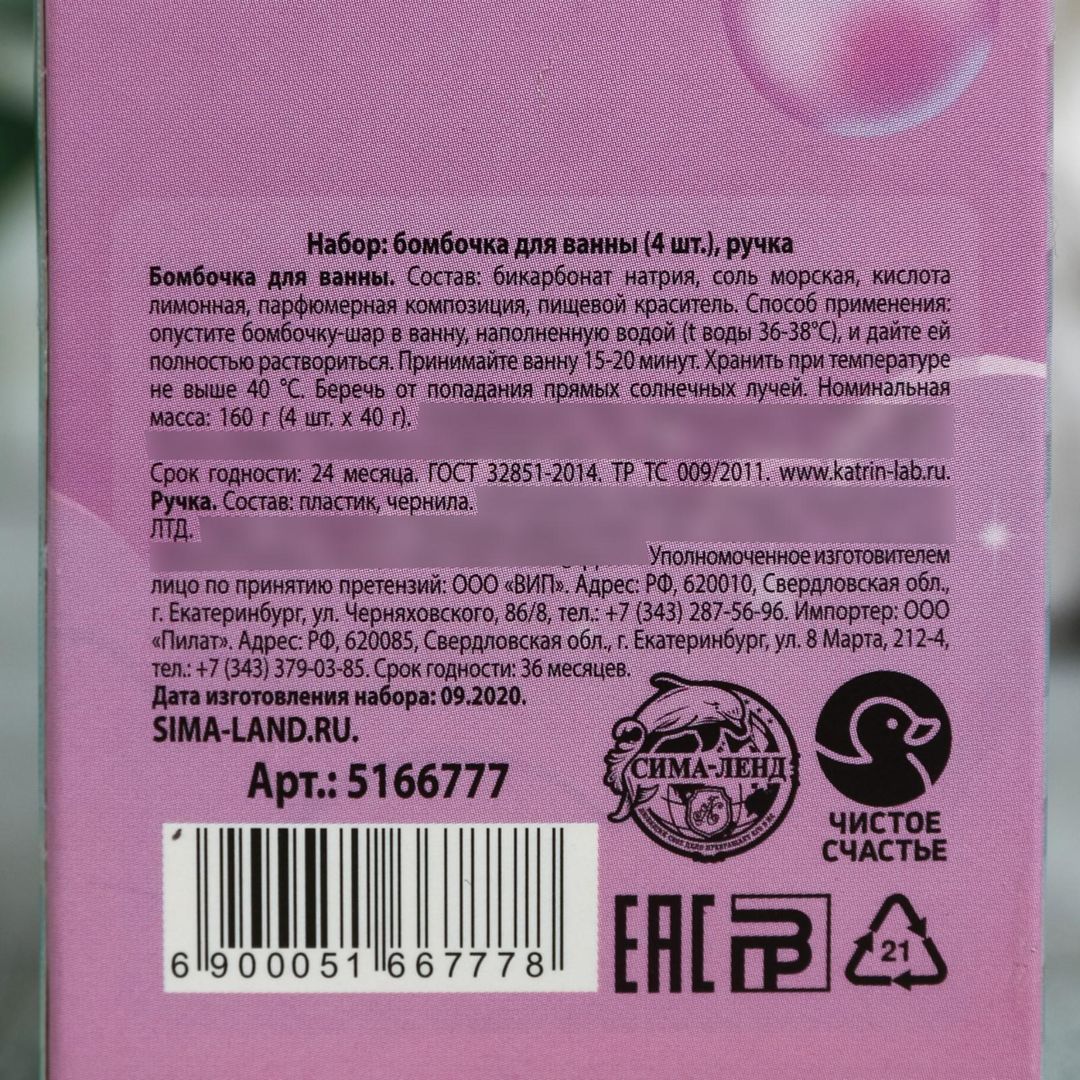 Набор: бомбочка для ванны (4 шт.), ручка
Бомбочка для ванны. Состав: бикарбонат натрия, соль морская, кислота
лимонная, парфюмерная композиция, пищевой краситель. Способ применения:
опустите бомбочку-шар в ванну, наполненную водой (t воды 36-38°C), и дайте ей
полностью раствориться. Принимайте ванну 15-20 минут. Хранить при температуре
не выше 40 °C. Беречь от попадания прямых солнечных лучей. Номинальная
масса: 160 г (4 шт. х 40 г).
Срок годности: 24 месяца. ГОСТ 32851-2014. ТР ТС 009/2011. www.katrin-lab.ru.
Ручка. Состав: пластик, чернила.
ЛТД.
Уполномоченное изготовителем
лицо по принятию претензий: ООО «ВИП». Адрес: РФ, 620010, Свердловская обл.,
г. Екатеринбург, ул. Черняховского, 86/8, тел.: +7 (343) 287-56-96. Импортер: ООО
«Пилат». Адрес: РФ, 620085, Свердловская обл., г. Екатеринбург, ул. 8 Марта, 212-4,
тел.: +7 (343) 379-03-85. Срок годности: 36 месяцев.
Дата изготовления набора: 09.2020.
SIMA-LAND.RU.
Арт.: 5166777
СИМА-ЛЕНД
ЧИСТОЕ
СЧАСТЬЕ
6 900051 667778
EAC
21